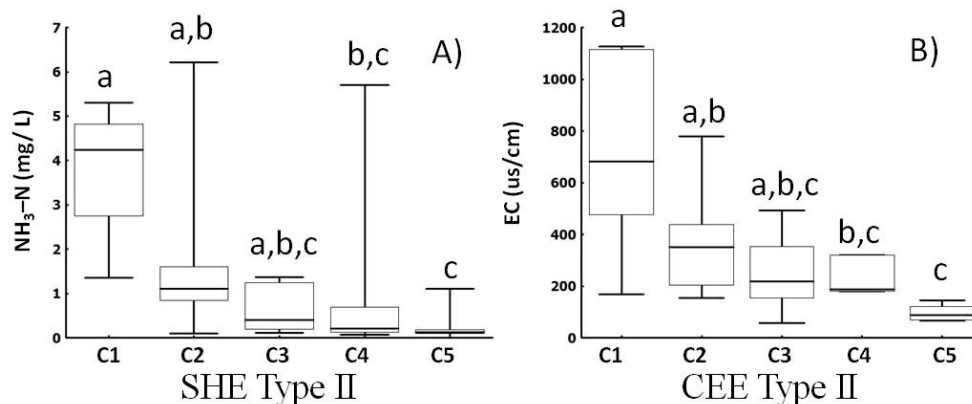 A)
NH₃–N (mg/L)
7
6
5
4
3
2
1
0
a
a,b
a,b,c
b,c
c
C1 C2 C3 C4 C5
SHE Type II
B)
EC (us/cm)
1200
1000
800
600
400
200
0
a
a,b
a,b,c
b,c
c
C1 C2 C3 C4 C5
CEE Type II